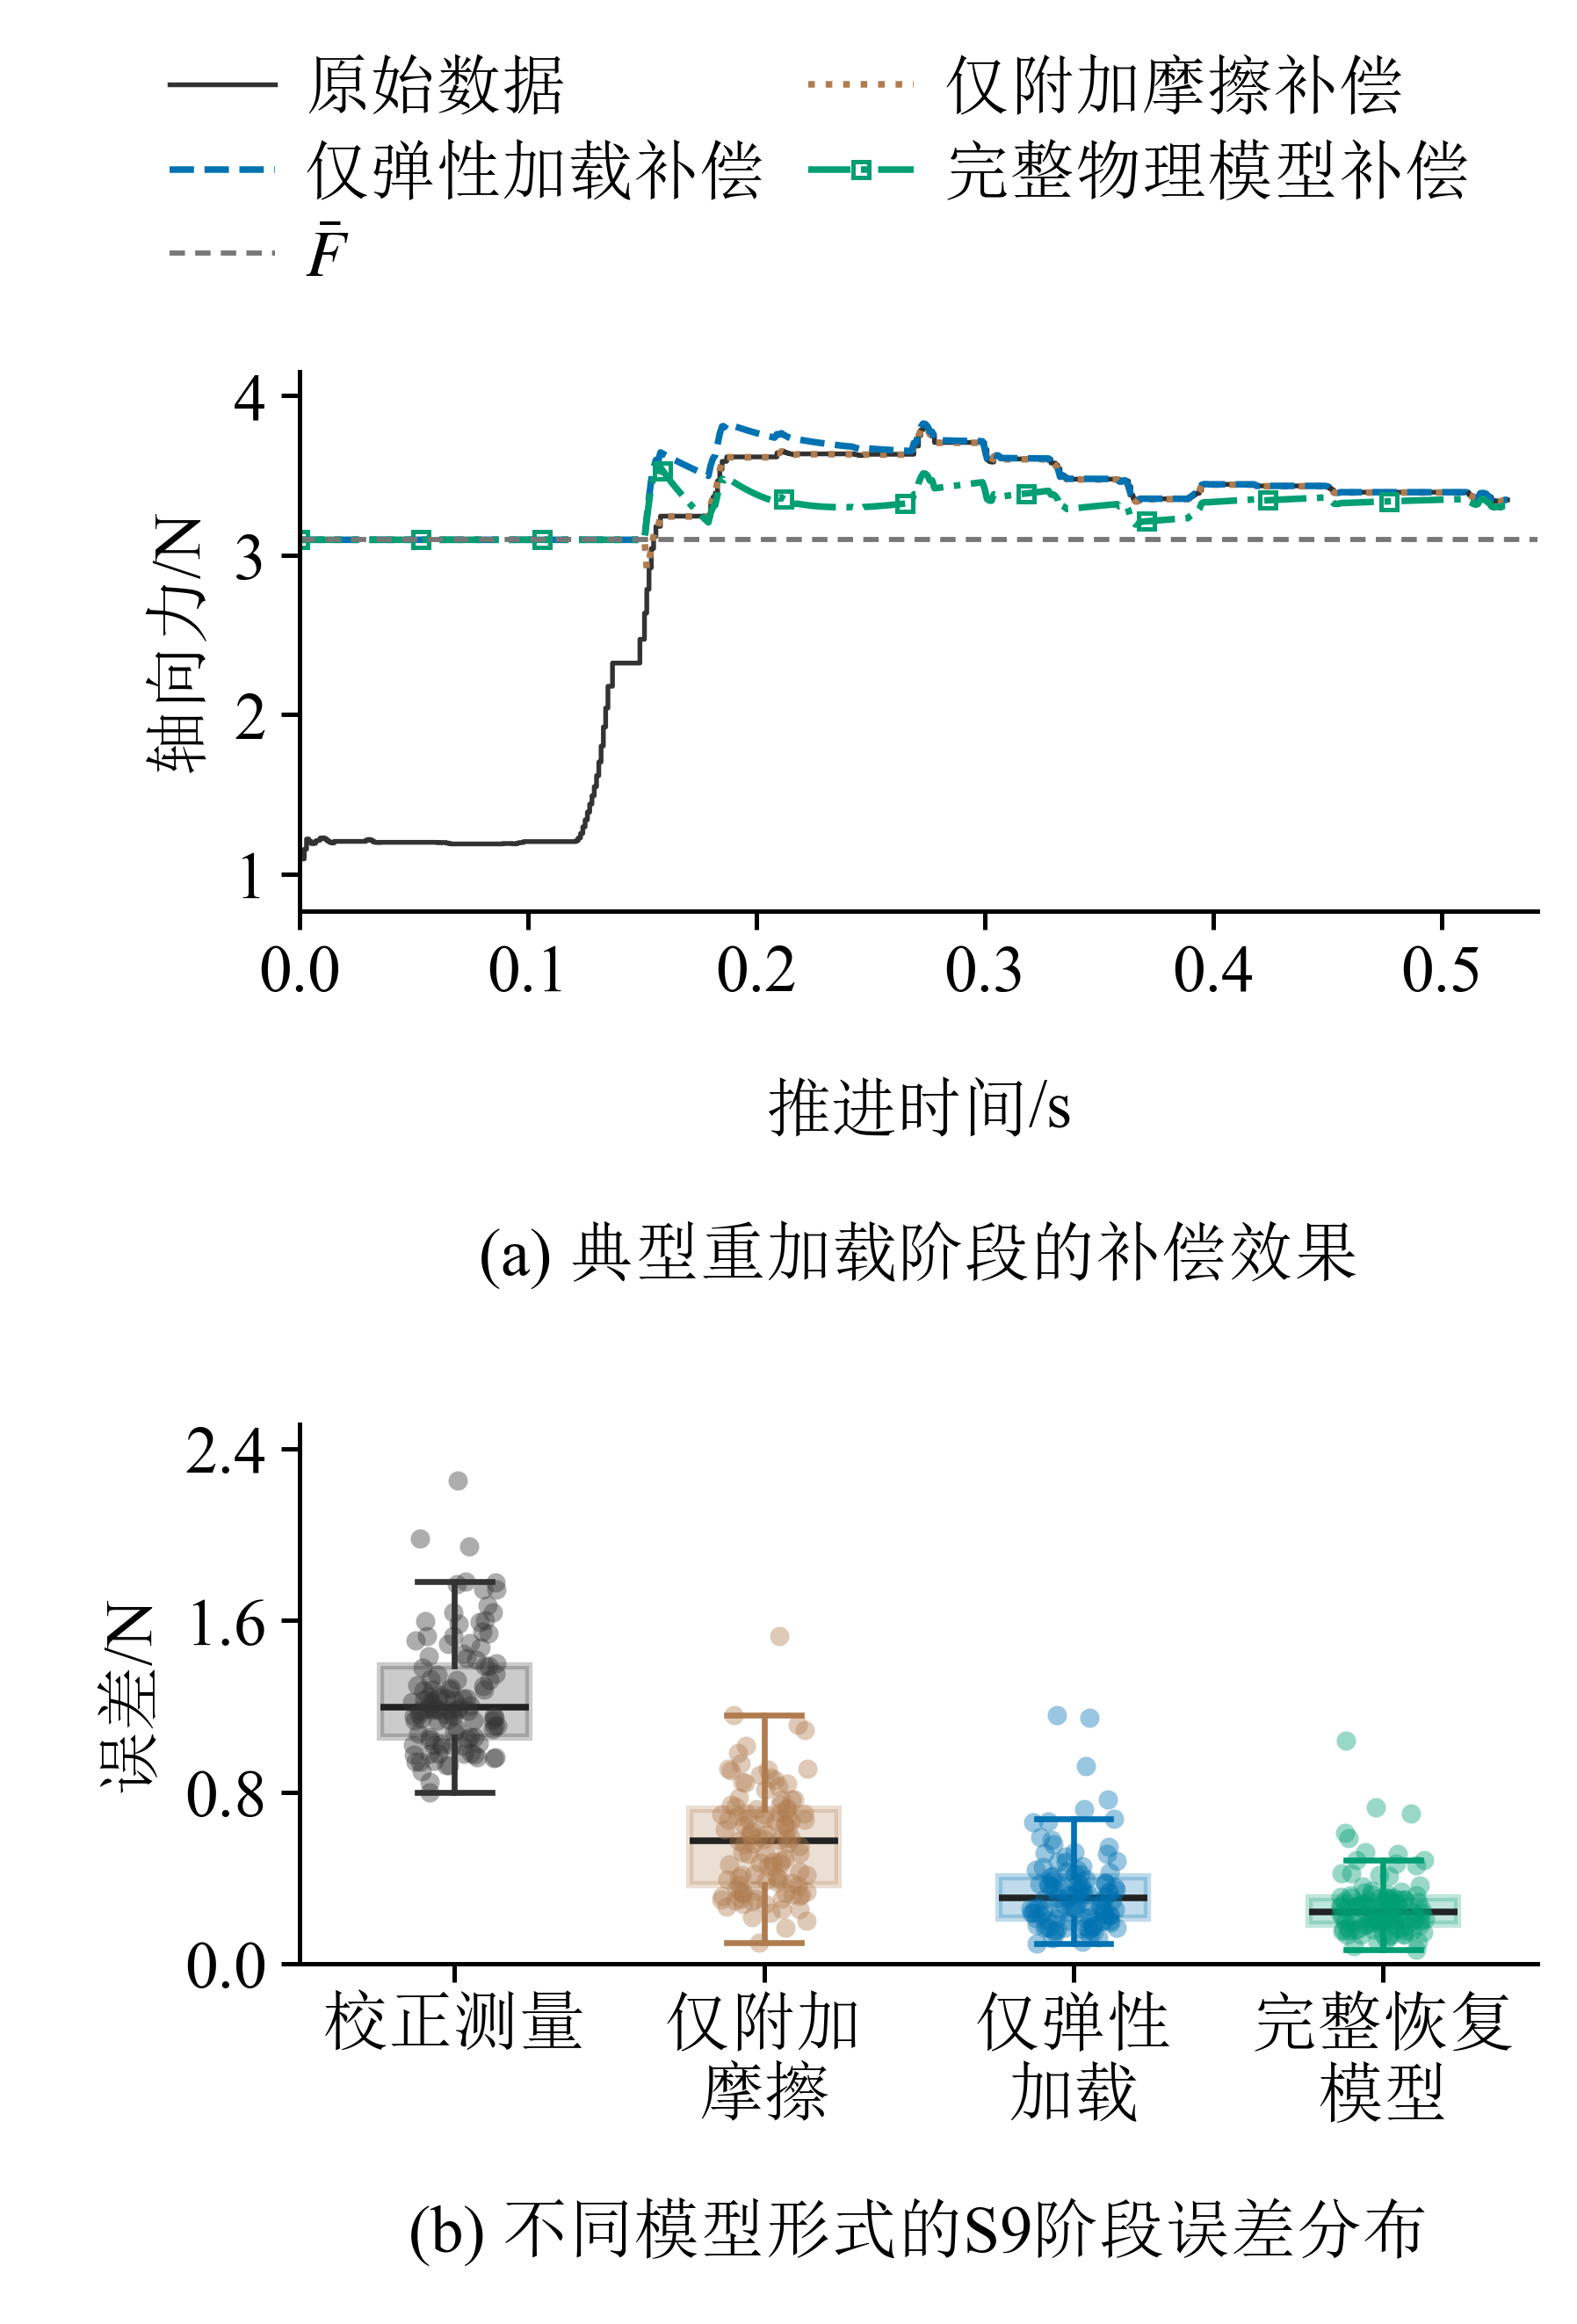 原始数据
仅附加摩擦补偿
仅弹性加载补偿
完整物理模型补偿
F̄
4
3
2
1
轴向力/N
0.0 0.1 0.2 0.3 0.4 0.5
推进时间/s
(a) 典型重加载阶段的补偿效果
2.4
1.6
0.8
0.0
误差/N
校正测量
仅附加
摩擦
仅弹性
加载
完整恢复
模型
(b) 不同模型形式的S9阶段误差分布